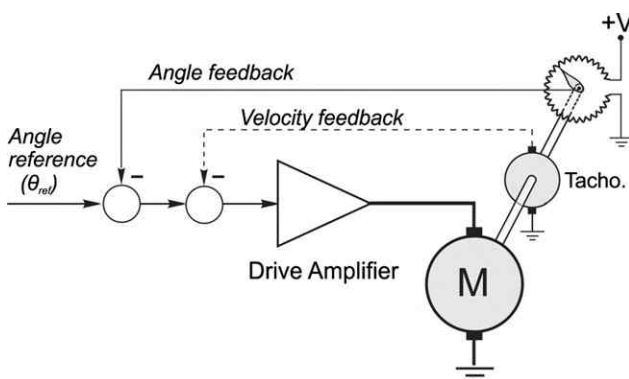 +V
Angle feedback
Velocity feedback
Angle
reference
(θref)
−
−
Tacho.
Drive Amplifier
M